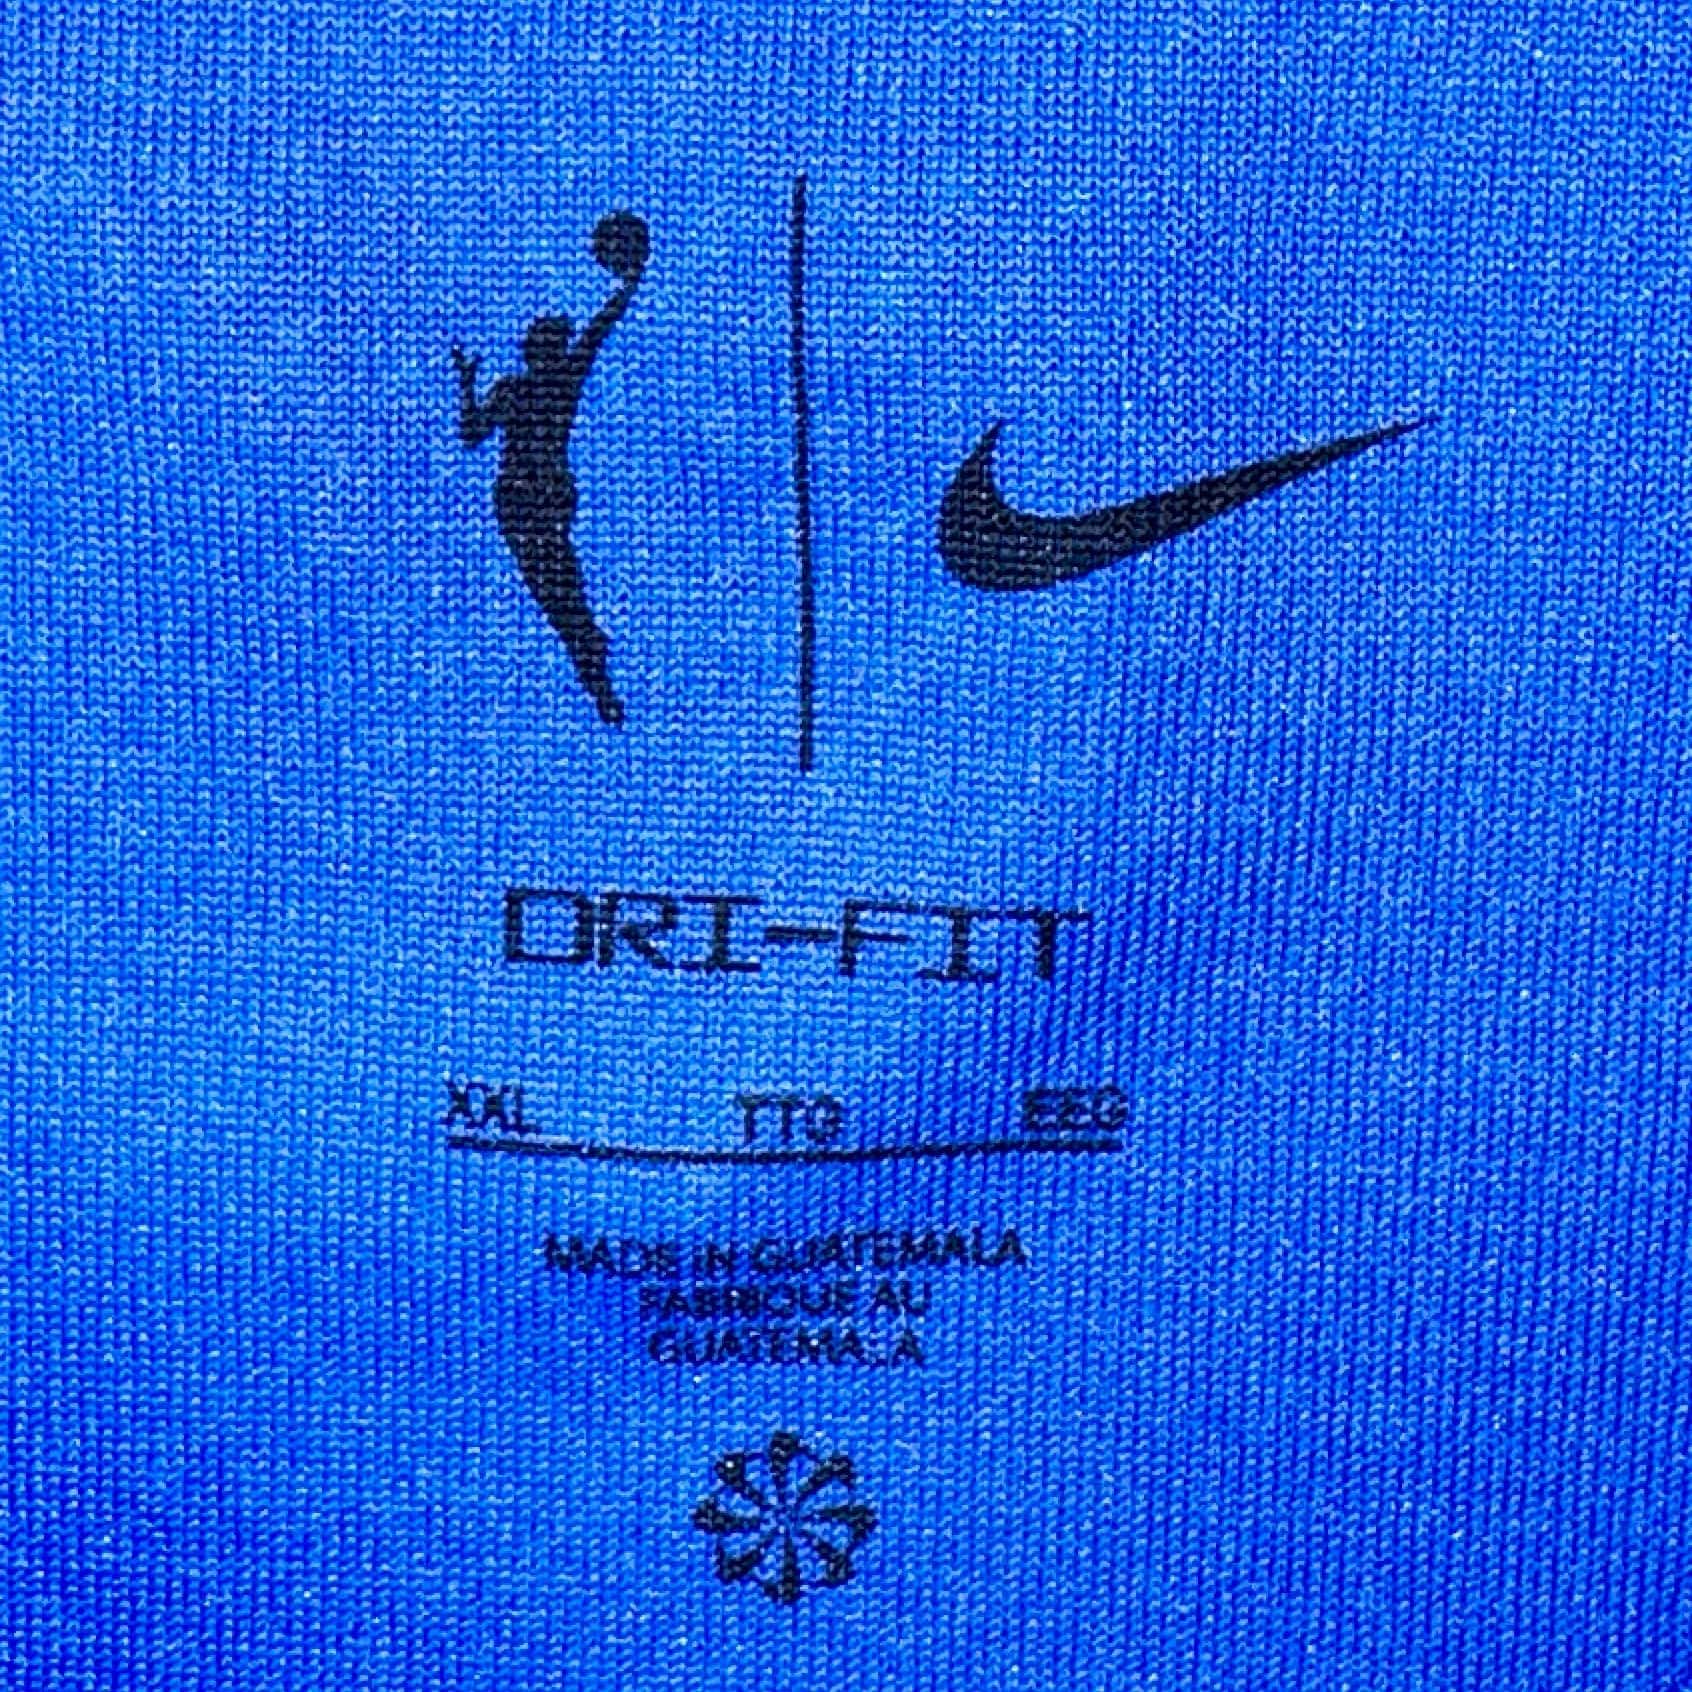 DRI-FIT
XXL TTG EEG
MADE IN GUATEMALA
FABRIQUE AU
GUATEMALA